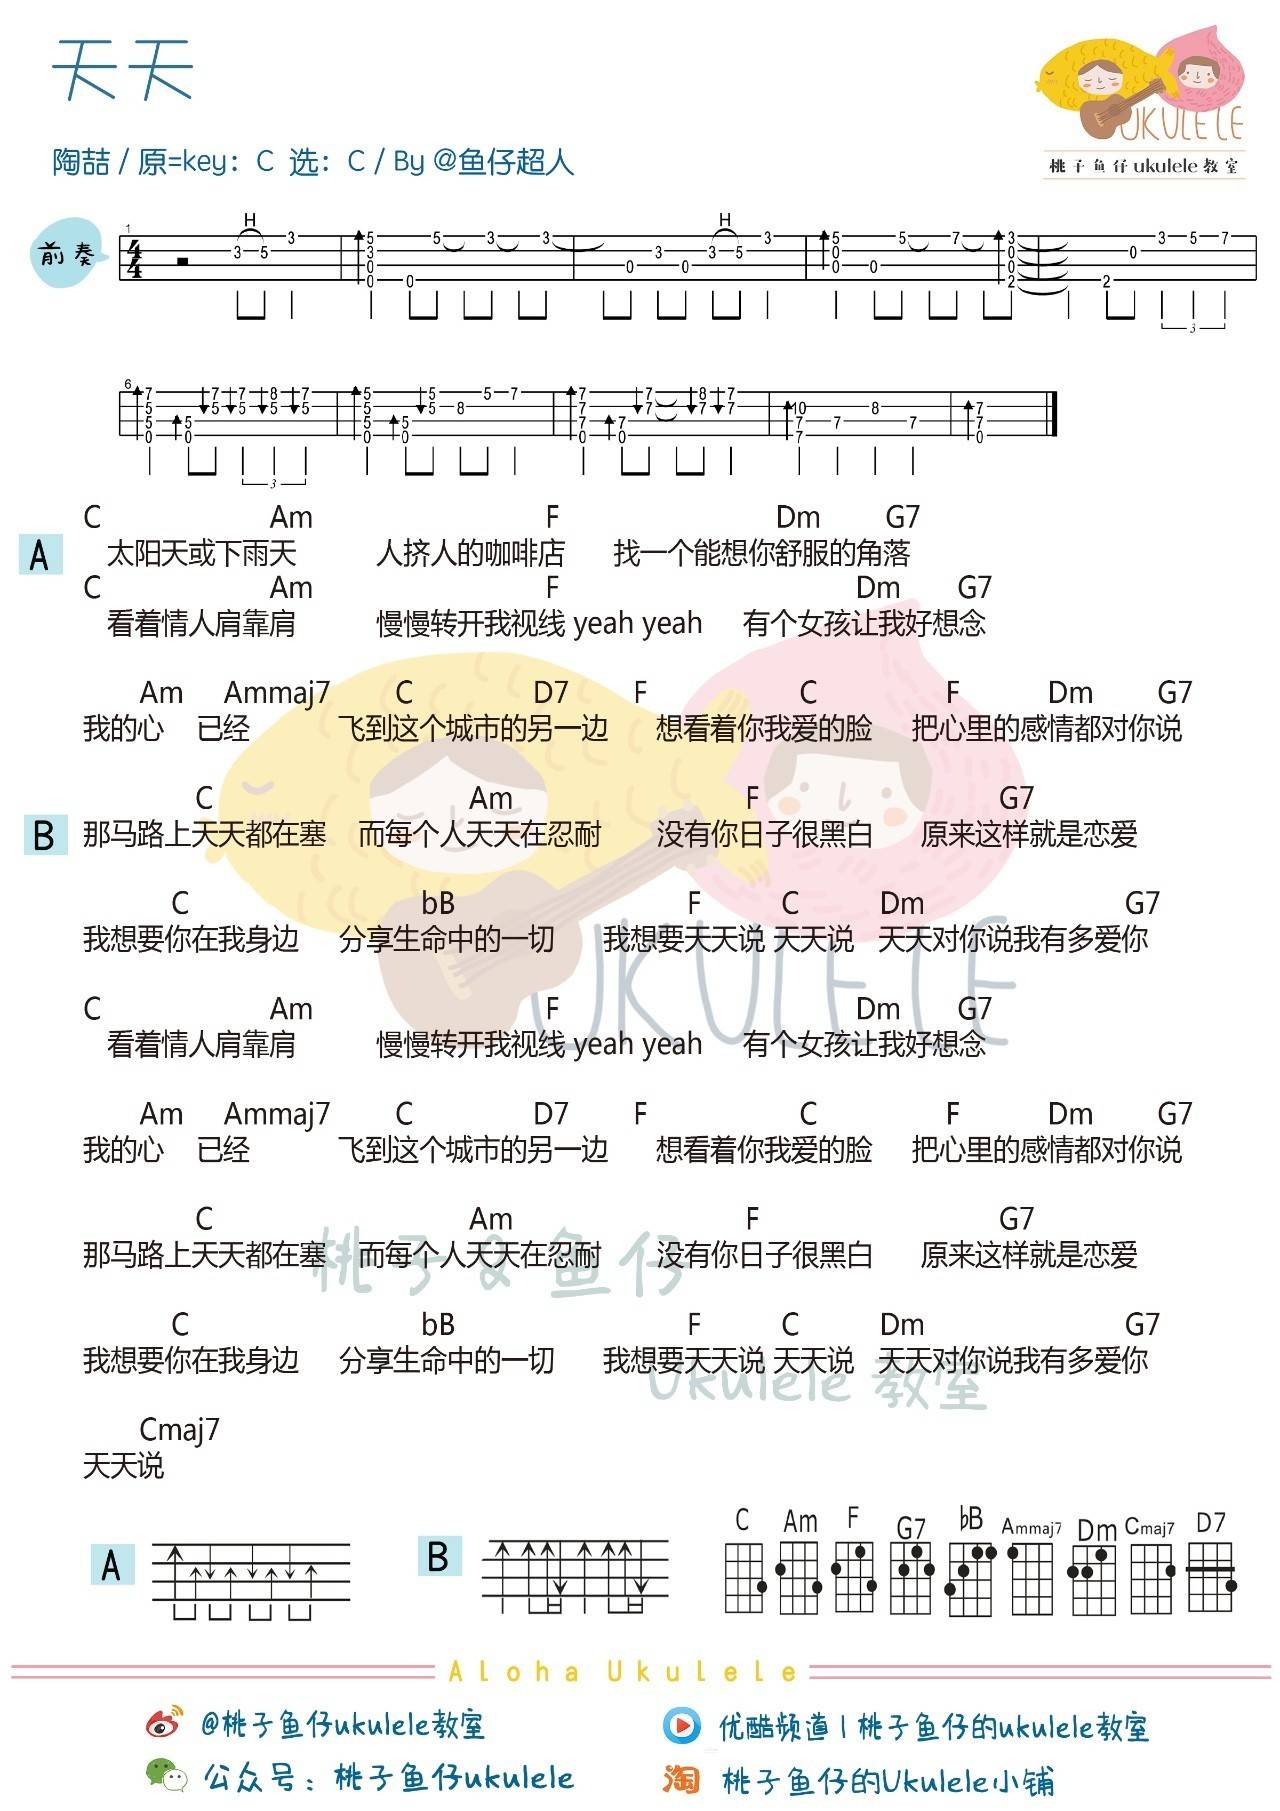 天天
UKULELE
桃子鱼仔ukulele教室
陶喆 / 原=key：C 选：C / By @鱼仔超人
前奏
C Am F Dm G7
A 太阳天或下雨天 人挤人的咖啡店 找一个能想你舒服的角落
C Am F Dm G7
看着情人肩靠肩 慢慢转开我视线 yeah yeah 有个女孩让我好想念
Am Ammaj7 C D7 F C F Dm G7
我的心 已经 飞到这个城市的另一边 想看着你我爱的脸 把心里的感情都对你说
C Am F G7
B 那马路上天天都在塞 而每个人天天在忍耐 没有你日子很黑白 原来这样就是恋爱
C bB F C Dm G7
我想要你在我身边 分享生命中的一切 我想要天天说 天天说 天天对你说我有多爱你
UKULELE
C Am F Dm G7
看着情人肩靠肩 慢慢转开我视线 yeah yeah 有个女孩让我好想念
Am Ammaj7 C D7 F C F Dm G7
我的心 已经 飞到这个城市的另一边 想看着你我爱的脸 把心里的感情都对你说
C Am F G7
那马路上天天都在塞 而每个人天天在忍耐 没有你日子很黑白 原来这样就是恋爱
桃子&鱼仔
C bB F C Dm G7
我想要你在我身边 分享生命中的一切 我想要天天说 天天说 天天对你说我有多爱你
Ukulele 教室
Cmaj7
天天说
A B C Am F G7 bB Ammaj7 Dm Cmaj7 D7
Aloha Ukulele
@桃子鱼仔ukulele教室
优酷频道 | 桃子鱼仔的ukulele教室
公众号：桃子鱼仔ukulele
淘 桃子鱼仔的Ukulele小铺